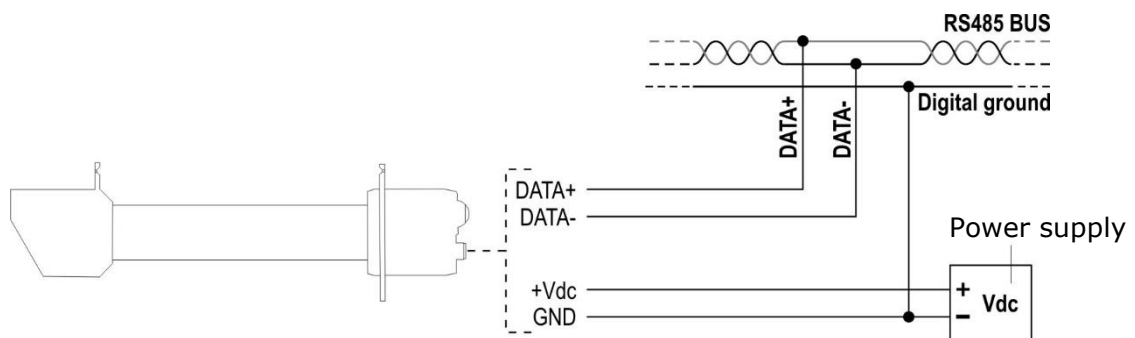 RS485 BUS
Digital ground
DATA+
DATA-
DATA+
DATA-
Power supply
+Vdc
GND
+
Vdc
-